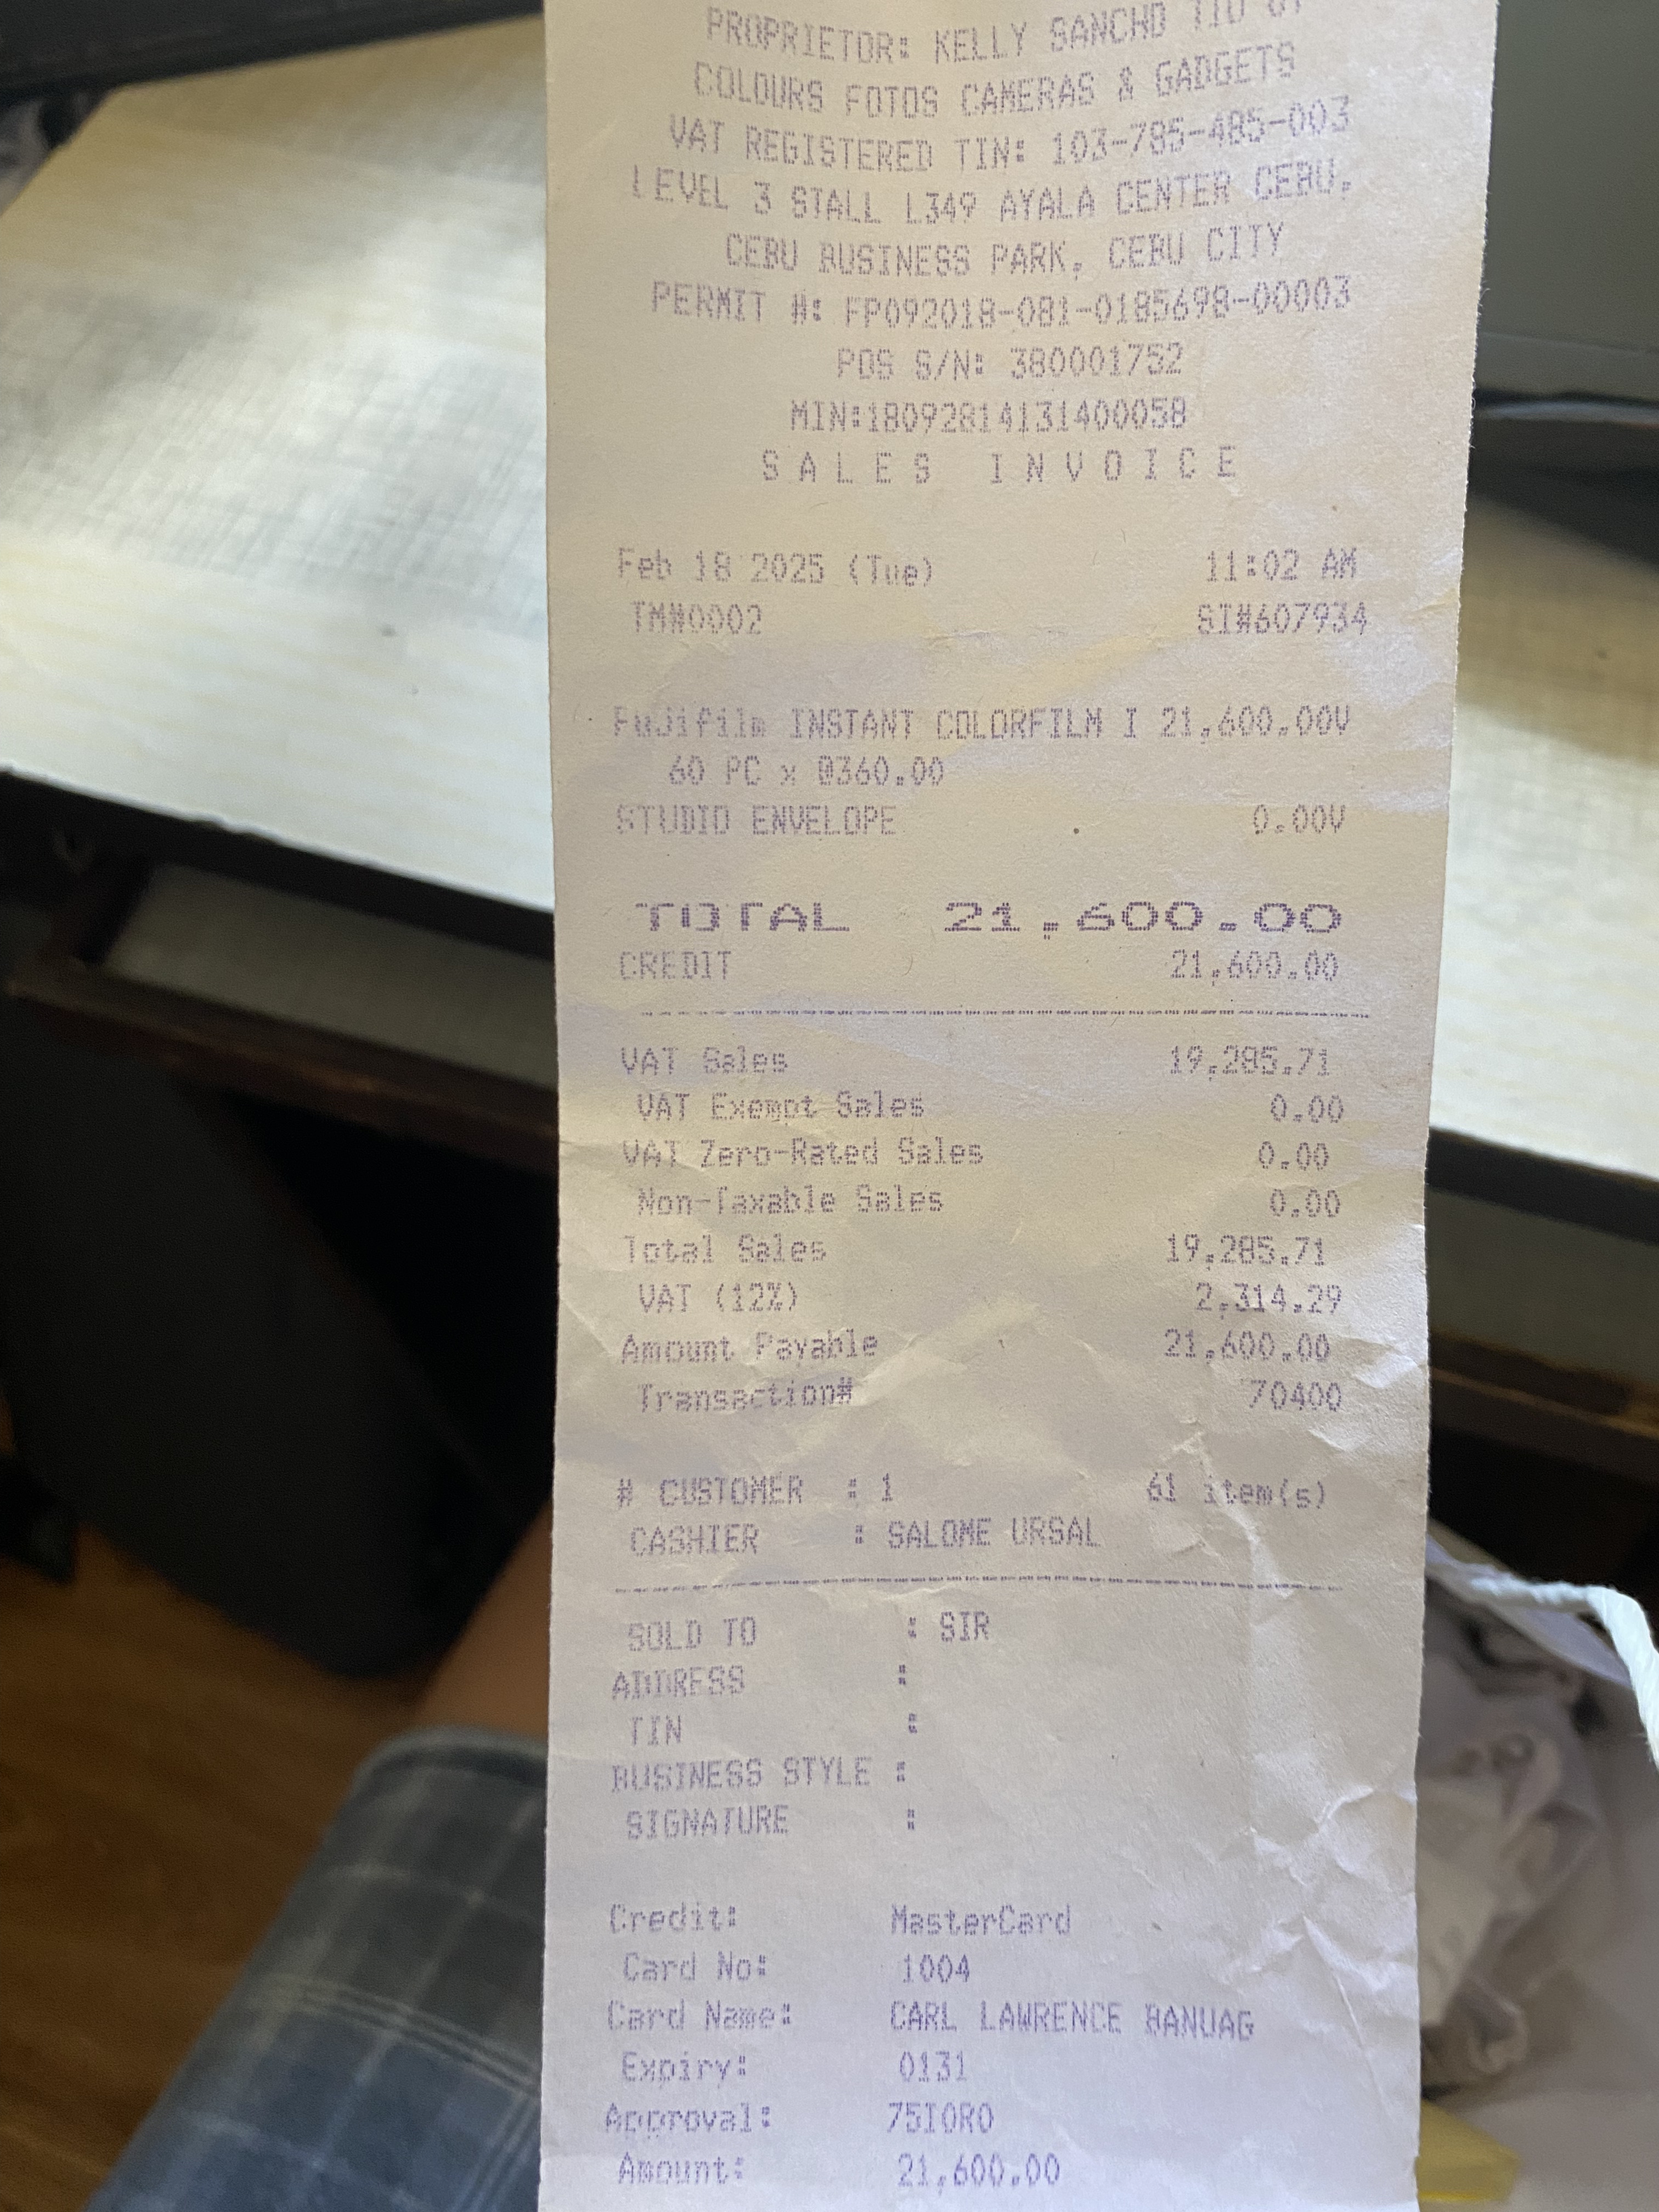 PROPRIETOR: KELLY SANCHO TIU
COLOURS FOTOS CAMERAS & GADGETS
VAT REGISTERED TIN: 103-785-485-003
LEVEL 3 STALL L349 AYALA CENTER CEBU,
CEBU BUSINESS PARK, CEBU CITY
PERMIT #: FP092018-081-0185698-00003
POS S/N: 380001752
MIN:18092814131400058
SALES INVOICE
Feb 18 2025 (Tue) 11:02 AM
TM#0002 SI#607934
Fujifilm INSTANT COLORFILM I 21,600.00V
60 PC x @360.00
STUDIO ENVELOPE 0.00V
TOTAL 21,600.00
CREDIT 21,600.00
VAT Sales 19,285.71
VAT Exempt Sales 0.00
VAT Zero-Rated Sales 0.00
Non-Taxable Sales 0.00
Total Sales 19,285.71
VAT (12%) 2,314.29
Amount Payable 21,600.00
Transaction# 70400
# CUSTOMER : 1 61 item(s)
CASHIER : SALOME URSAL
SOLD TO : SIR
ADDRESS :
TIN :
BUSINESS STYLE :
SIGNATURE :
Credit: MasterCard
Card No: 1004
Card Name: CARL LAWRENCE BANUAG
Expiry: 0131
Approval: 75IORO
Amount: 21,600.00